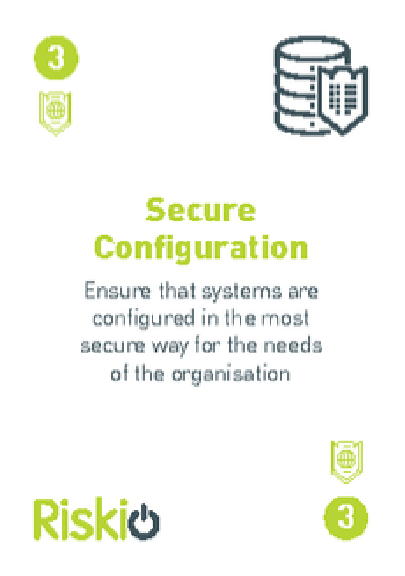 3
Secure
Configuration
Ensure that systems are
configured in the most
secure way for the needs
of the organisation
Riskio
3